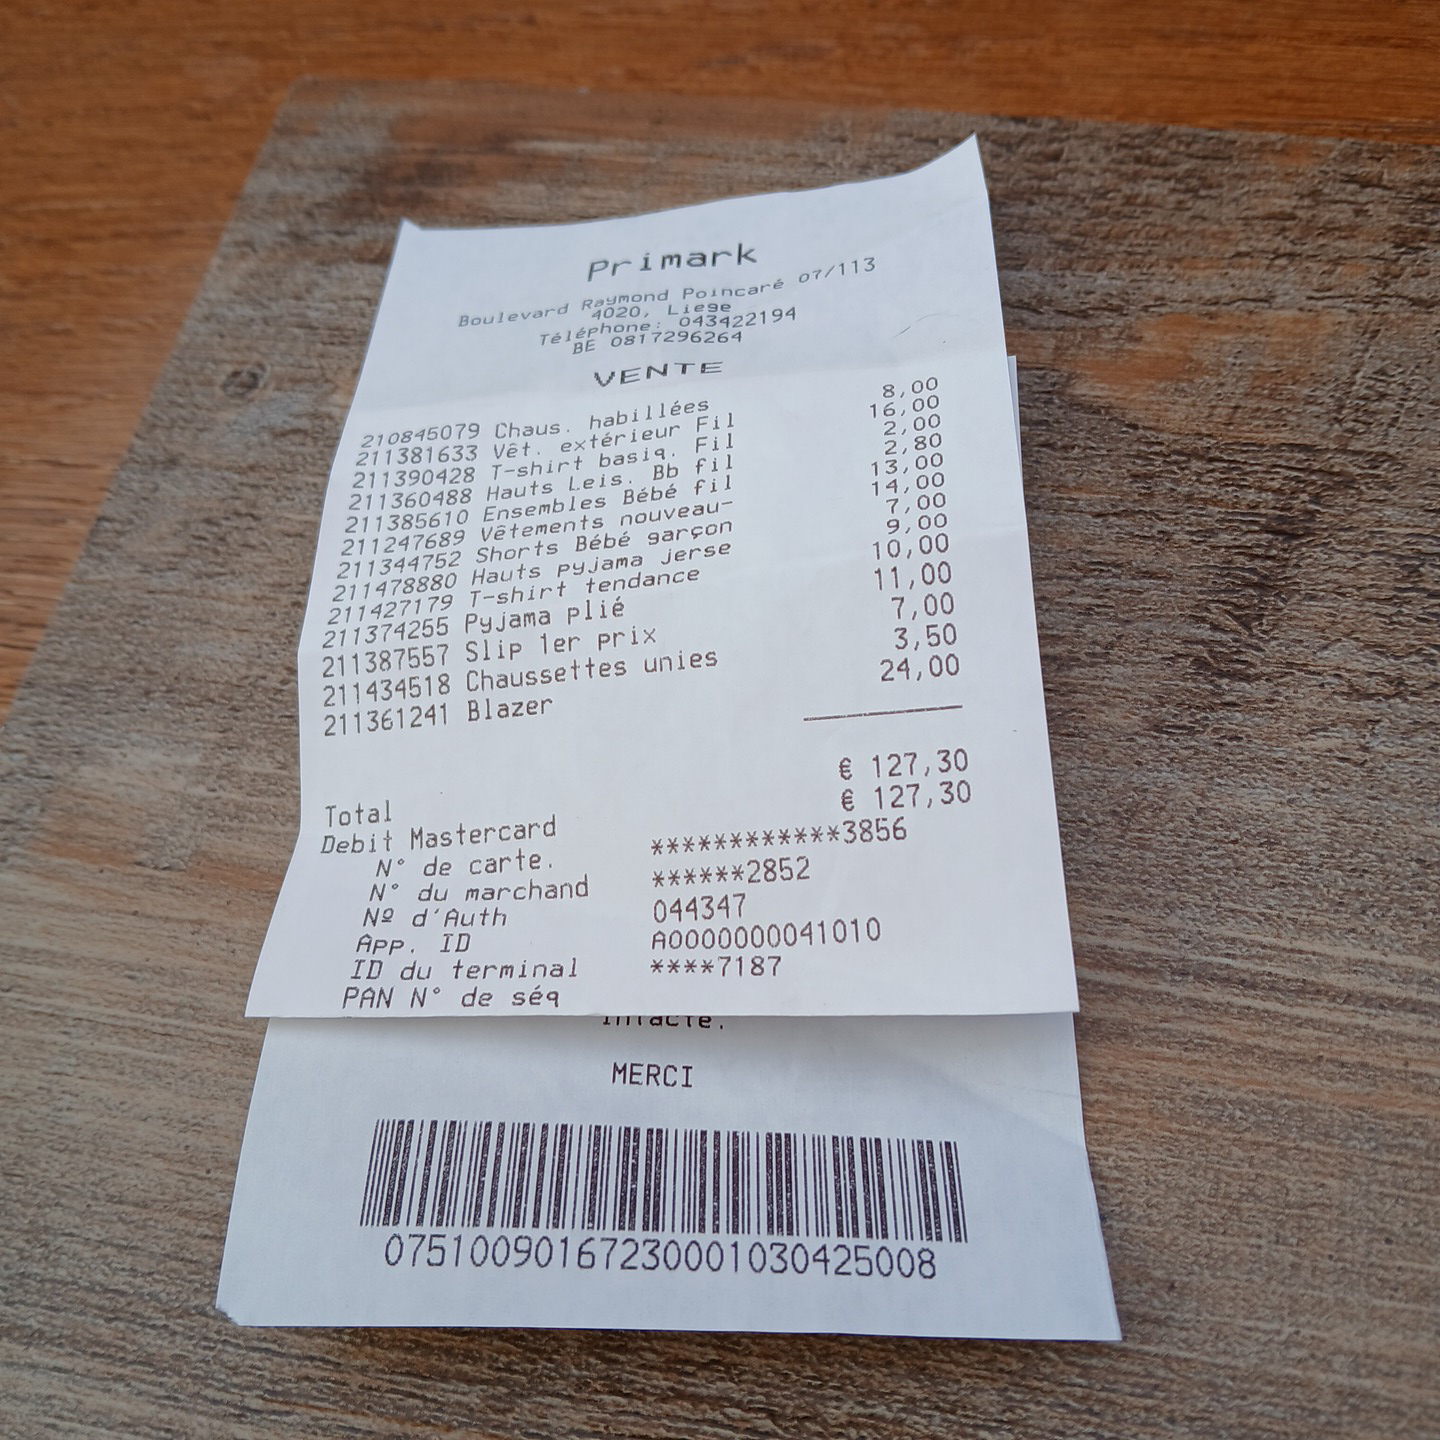 Primark
Boulevard Raymond Poincaré 07/113
4020, Liege
Téléphone: 043422194
BE 0817296264
VENTE
210845079 Chaus. habillées 8,00
211381633 Vêt. extérieur Fil 16,00
211390428 T-shirt basiq. Fil 2,00
211360488 Hauts Leis. Bb fil 2,80
211385610 Ensembles Bébé fil 13,00
211247689 Vêtements nouveau- 14,00
211344752 Shorts Bébé garçon 7,00
211478880 Hauts pyjama jerse 9,00
211427179 T-shirt tendance 10,00
211374255 Pyjama plié 11,00
211387557 Slip 1er prix 7,00
211434518 Chaussettes unies 3,50
211361241 Blazer 24,00
Total € 127,30
Debit Mastercard € 127,30
N° de carte. ************3856
N° du marchand ******2852
Nº d'Auth 044347
App. ID A0000000041010
ID du terminal ****7187
PAN N° de séq
intacte.
MERCI
07510090167230001030425008